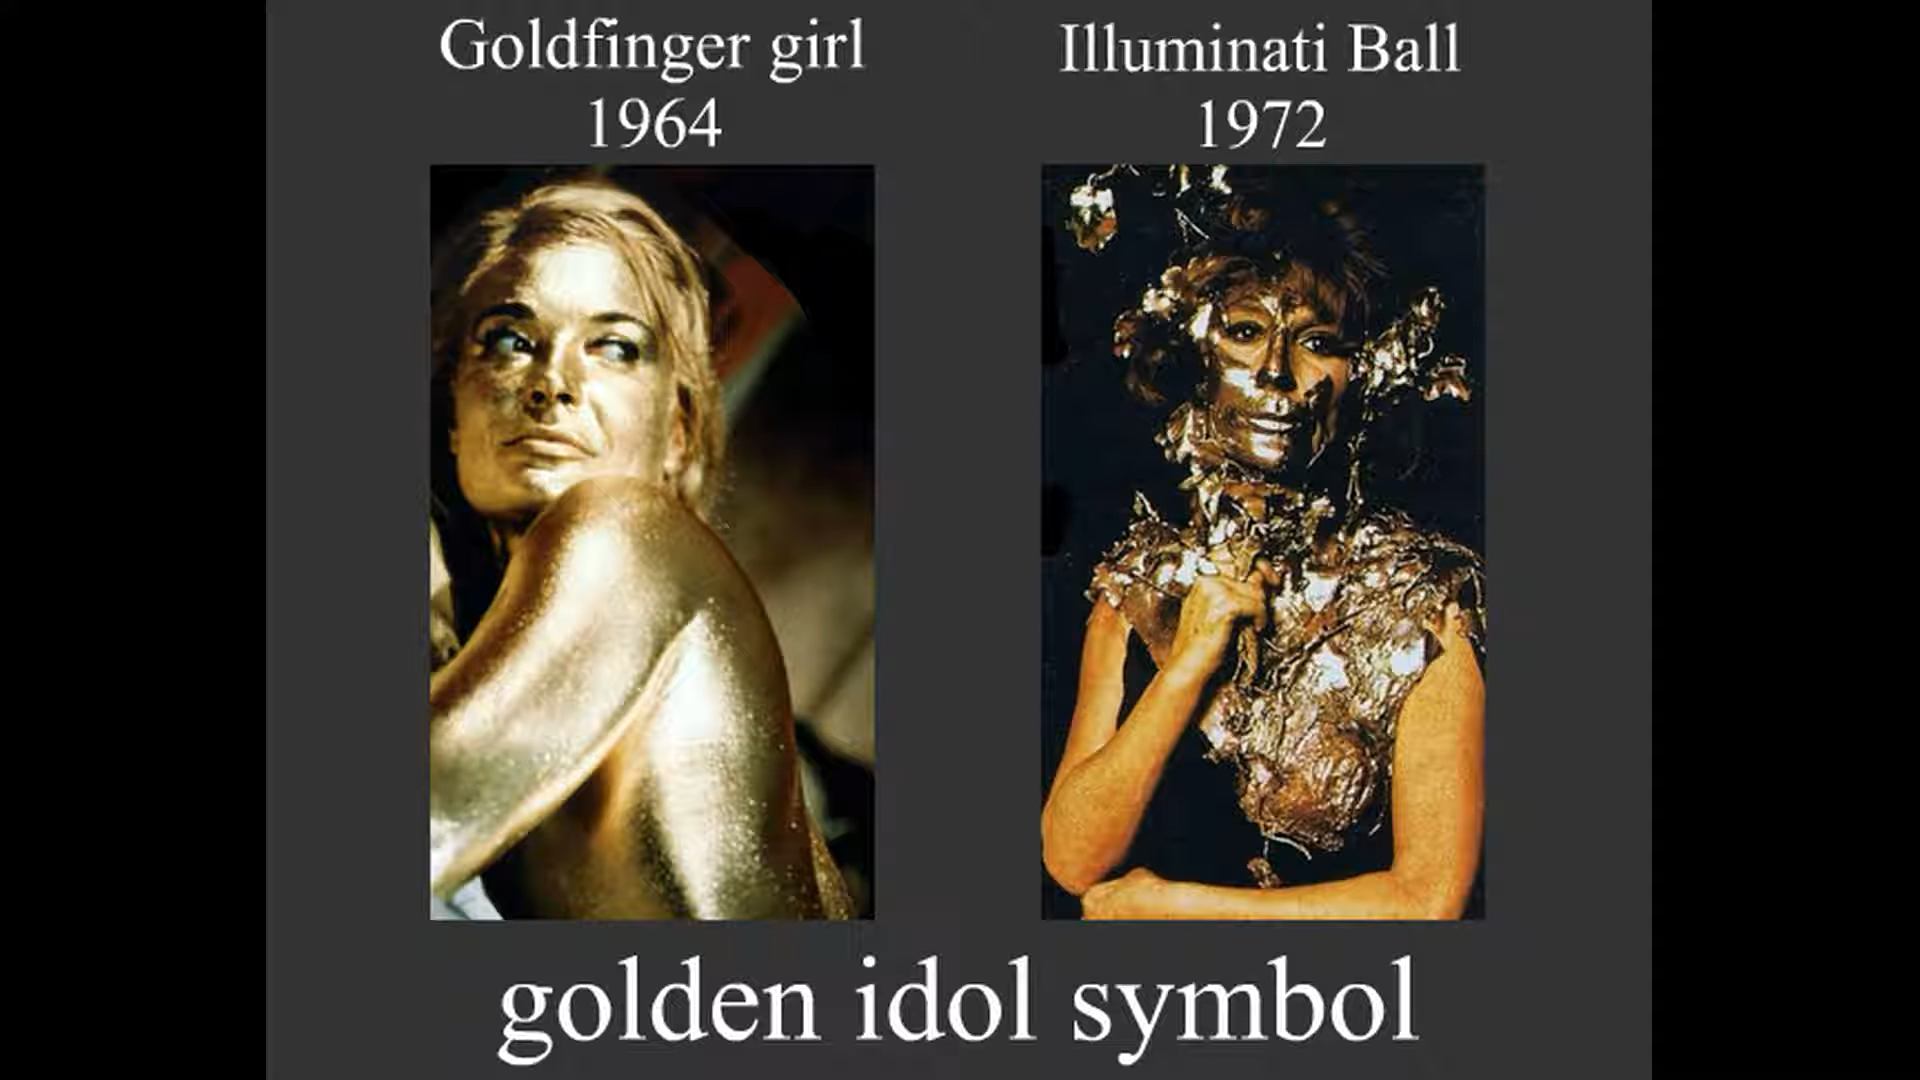 Goldfinger girl
1964
Illuminati Ball
1972
golden idol symbol